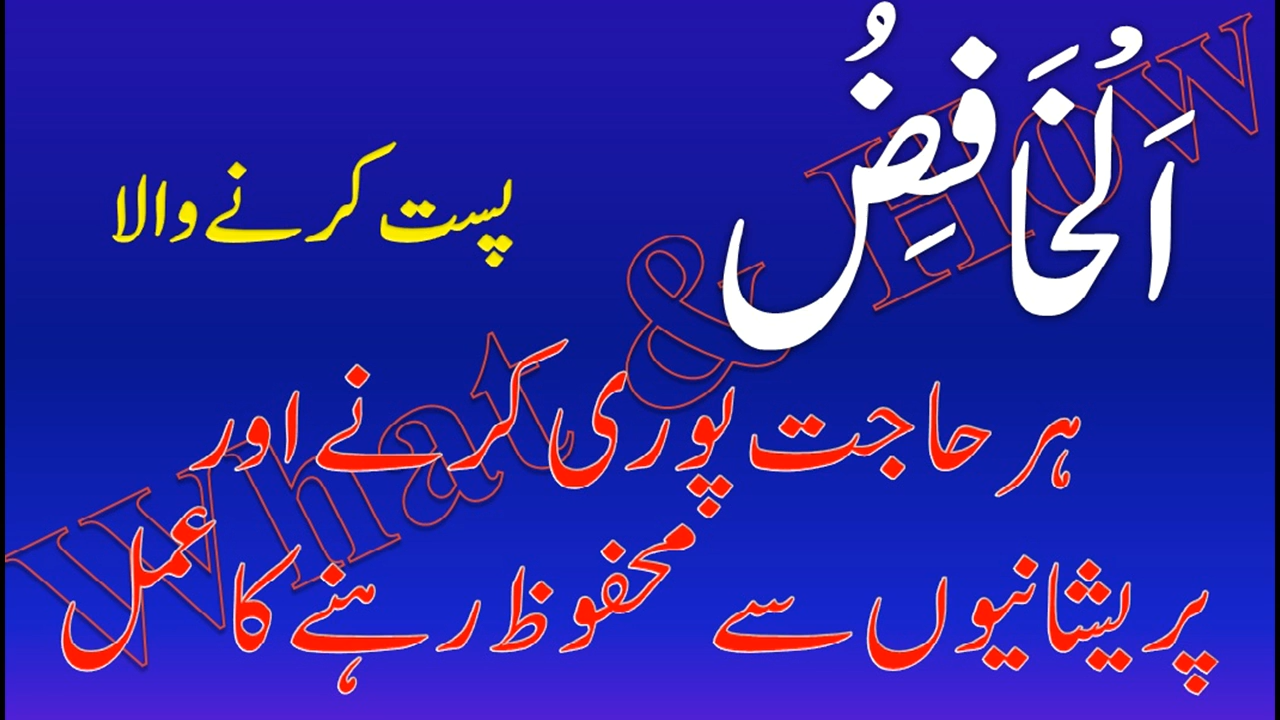 اَلْخَافِضُ
پست کرنے والا
ہر حاجت پوری کرنے اور
پریشانیوں سے محفوظ رہنے کا عمل
What & How